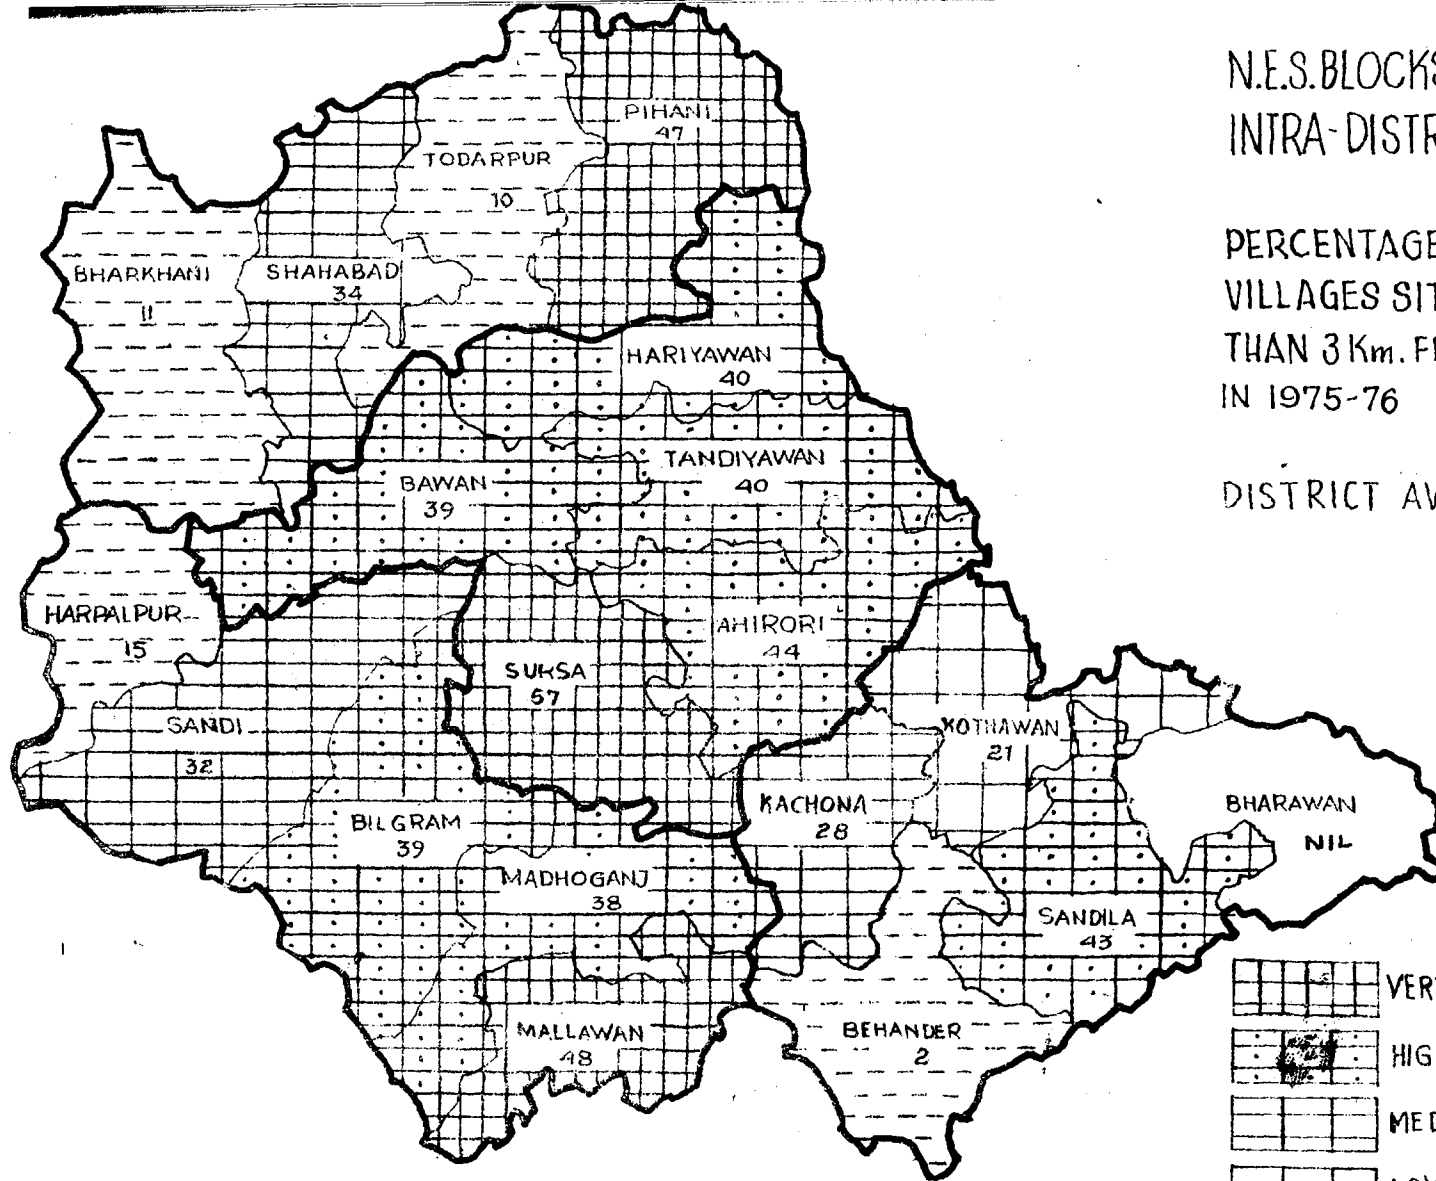 N.E.S.BLOCKS
INTRA-DISTR
PERCENTAGE
VILLAGES SIT
THAN 3 Km. F
IN 1975-76
DISTRICT AV
PIHANI
47
TODARPUR
10
BHARKHANI
11
SHAHABAD
34
HARIYAWAN
40
TANDIYAWAN
40
BAWAN
39
HARPALPUR
15
AHIRORI
44
SURSA
57
SANDI
32
KOTHAWAN
21
KACHONA
28
BHARAWAN
NIL
BILGRAM
39
MADHOGANJ
38
SANDILA
43
MALLAWAN
48
BEHANDER
2
VER
HIG
MED
LOW